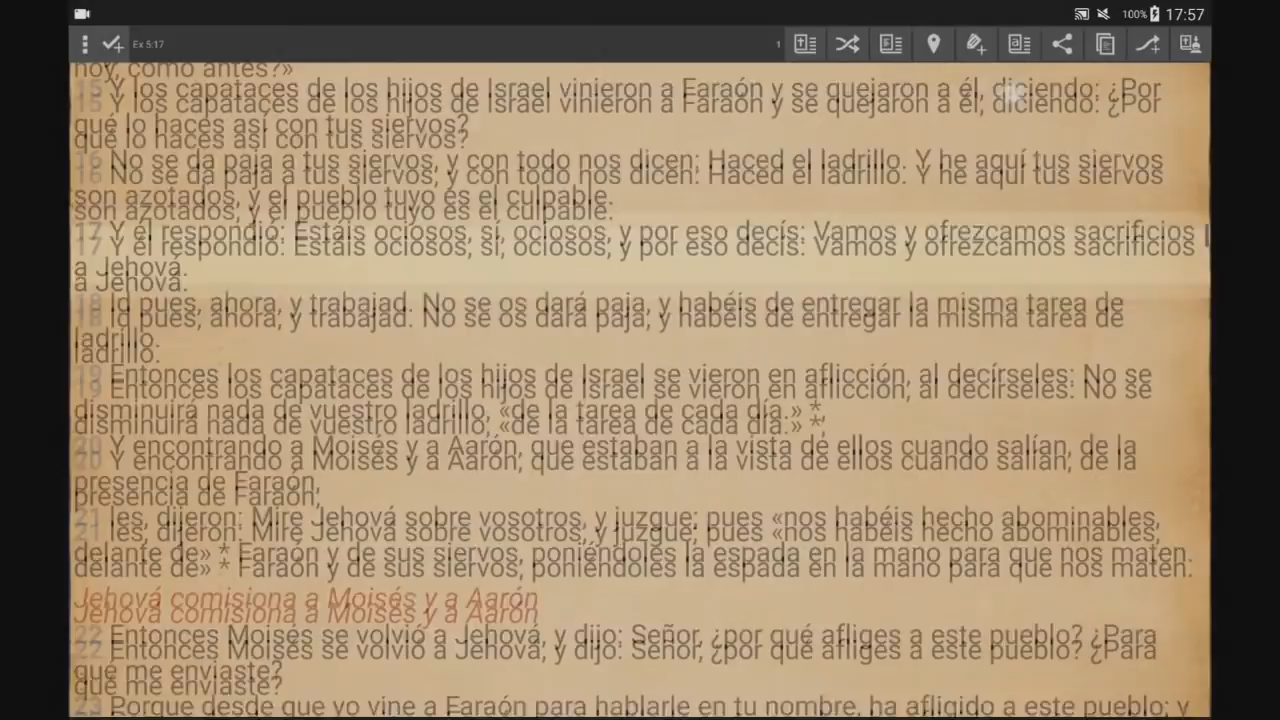 100% 17:57
Ex 5:17 1
hoy, como antes?»
15 Y los capataces de los hijos de Israel vinieron a Faraón y se quejaron a él, diciendo: ¿Por
qué lo haces así con tus siervos?
16 No se da paja a tus siervos, y con todo nos dicen: Haced el ladrillo. Y he aquí tus siervos
son azotados, y el pueblo tuyo es el culpable.
17 Y él respondió: Estáis ociosos, sí, ociosos, y por eso decís: Vamos y ofrezcamos sacrificios
a Jehová.
18 Id pues, ahora, y trabajad. No se os dará paja, y habéis de entregar la misma tarea de
ladrillo.
19 Entonces los capataces de los hijos de Israel se vieron en aflicción, al decírseles: No se
disminuirá nada de vuestro ladrillo, «de la tarea de cada día.» *,
20 Y encontrando a Moisés y a Aarón, que estaban a la vista de ellos cuando salían, de la
presencia de Faraón,
21 les, dijeron: Mire Jehová sobre vosotros, y juzgue; pues «nos habéis hecho abominables,
delante de» * Faraón y de sus siervos, poniéndoles la espada en la mano para que nos maten.
Jehová comisiona a Moisés y a Aarón
22 Entonces Moisés se volvió a Jehová, y dijo: Señor, ¿por qué afliges a este pueblo? ¿Para
qué me enviaste?
23 Porque desde que yo vine a Faraón para hablarle en tu nombre, ha afligido a este pueblo; y